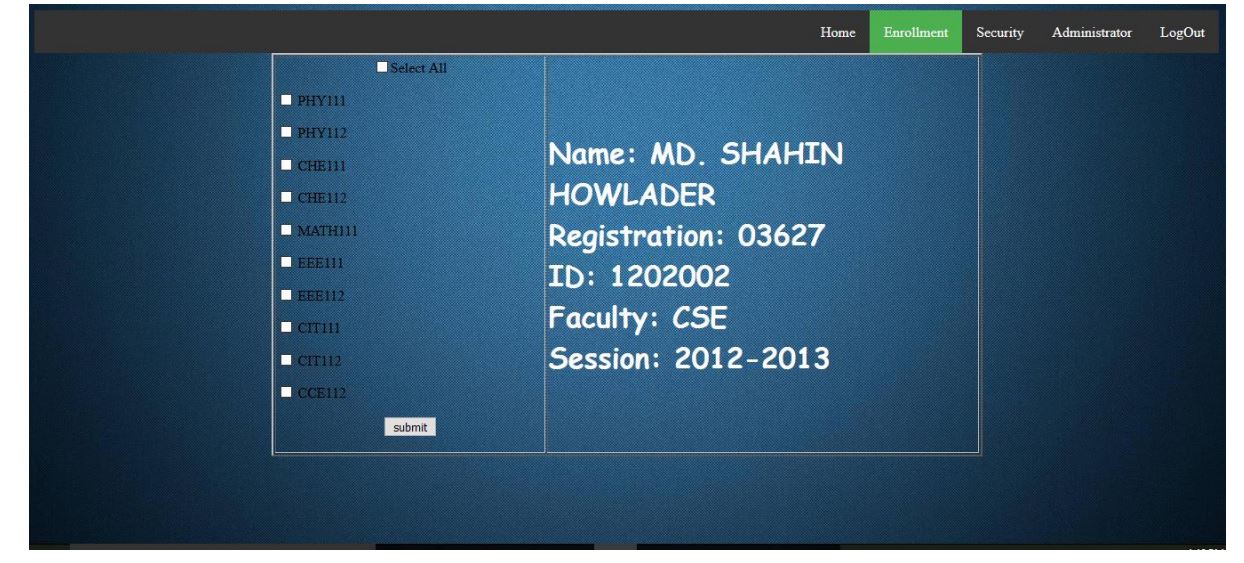 Home Enrollment Security Administrator LogOut
Select All
PHY111
PHY112
CHE111
CHE112
MATH111
EEE111
EEE112
CIT111
CIT112
CCE112
submit
Name: MD. SHAHIN
HOWLADER
Registration: 03627
ID: 1202002
Faculty: CSE
Session: 2012-2013